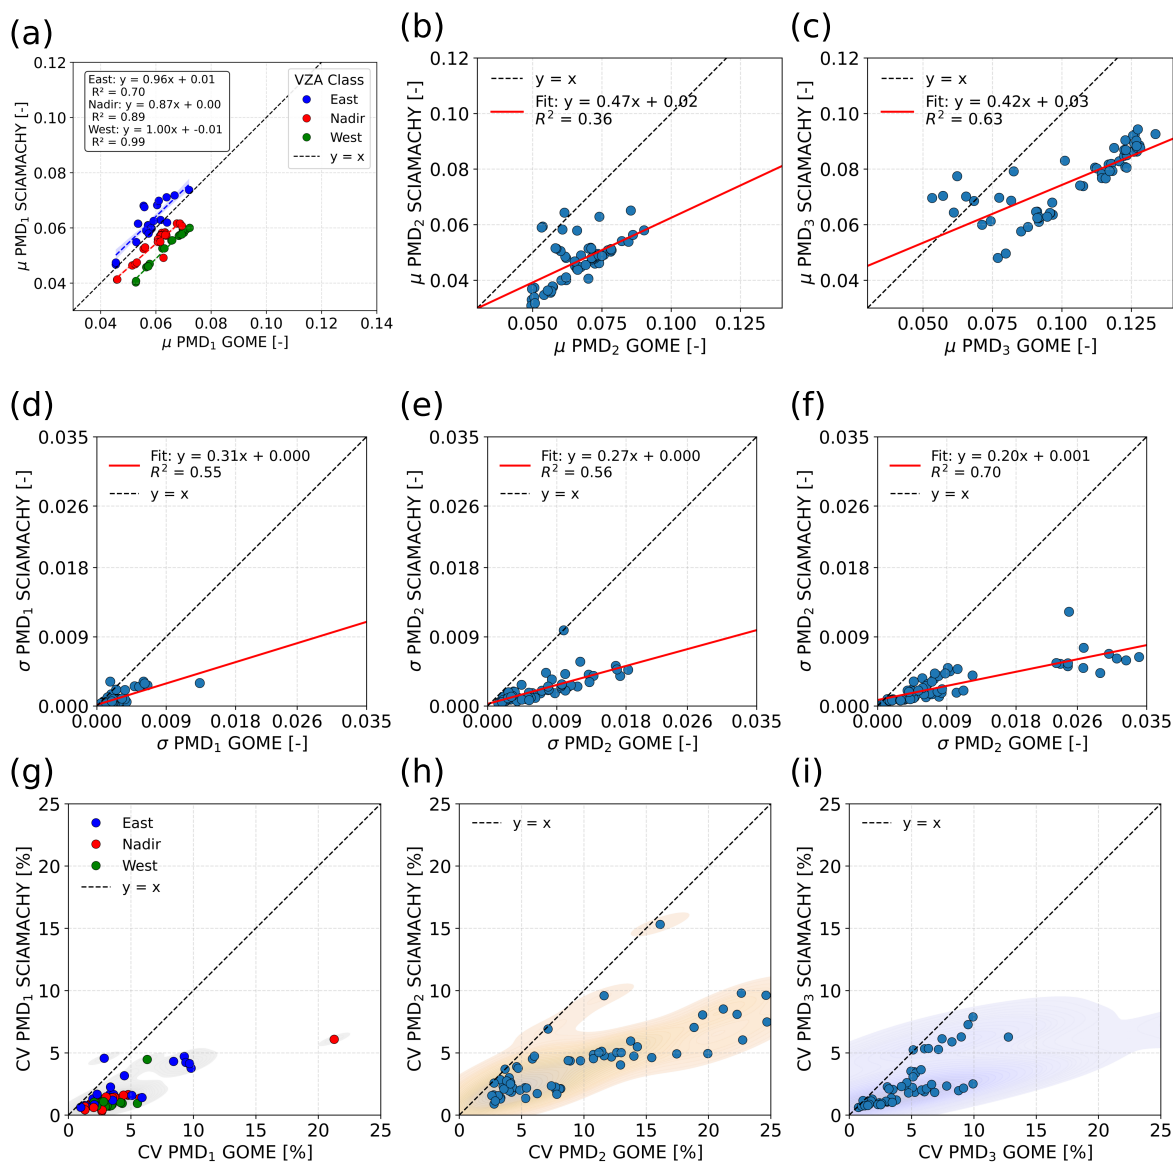 (a)
East: y = 0.96x + 0.01
R² = 0.70
Nadir: y = 0.87x + 0.00
R² = 0.89
West: y = 1.00x + -0.01
R² = 0.99
VZA Class
East
Nadir
West
y = x
0.12
0.10
0.08
0.06
0.04
0.04
0.06
0.08
0.10
0.12
0.14
μ PMD₁ SCIAMACHY [-]
μ PMD₁ GOME [-]
(b)
y = x
Fit: y = 0.47x + 0.02
R² = 0.36
0.12
0.10
0.08
0.06
0.04
0.050
0.075
0.100
0.125
μ PMD₂ SCIAMACHY [-]
μ PMD₂ GOME [-]
(c)
y = x
Fit: y = 0.42x + 0.03
R² = 0.63
0.12
0.10
0.08
0.06
0.04
0.050
0.075
0.100
0.125
μ PMD₃ SCIAMACHY [-]
μ PMD₃ GOME [-]
(d)
Fit: y = 0.31x + 0.000
R² = 0.55
y = x
0.035
0.026
0.018
0.009
0.000
0.000
0.009
0.018
0.026
0.035
σ PMD₁ SCIAMACHY [-]
σ PMD₁ GOME [-]
(e)
Fit: y = 0.27x + 0.000
R² = 0.56
y = x
0.035
0.026
0.018
0.009
0.000
0.000
0.009
0.018
0.026
0.035
σ PMD₂ SCIAMACHY [-]
σ PMD₂ GOME [-]
(f)
Fit: y = 0.20x + 0.001
R² = 0.70
y = x
0.035
0.026
0.018
0.009
0.000
0.000
0.009
0.018
0.026
0.035
σ PMD₂ SCIAMACHY [-]
σ PMD₂ GOME [-]
(g)
East
Nadir
West
y = x
25
20
15
10
5
0
0
5
10
15
20
25
CV PMD₁ SCIAMACHY [%]
CV PMD₁ GOME [%]
(h)
y = x
25
20
15
10
5
0
0
5
10
15
20
25
CV PMD₂ SCIAMACHY [%]
CV PMD₂ GOME [%]
(i)
y = x
25
20
15
10
5
0
0
5
10
15
20
25
CV PMD₃ SCIAMACHY [%]
CV PMD₃ GOME [%]